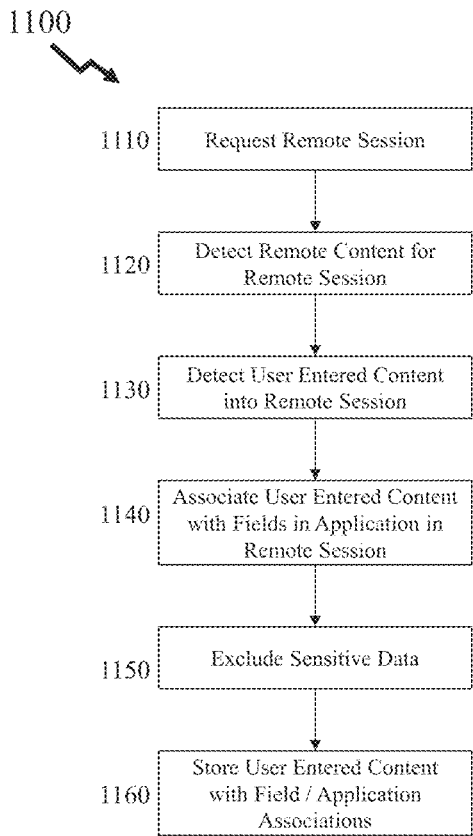 1100
1110
Request Remote Session
1120
Detect Remote Content for
Remote Session
1130
Detect User Entered Content
into Remote Session
1140
Associate User Entered Content
with Fields in Application in
Remote Session
1150
Exclude Sensitive Data
1160
Store User Entered Content
with Field / Application
Associations